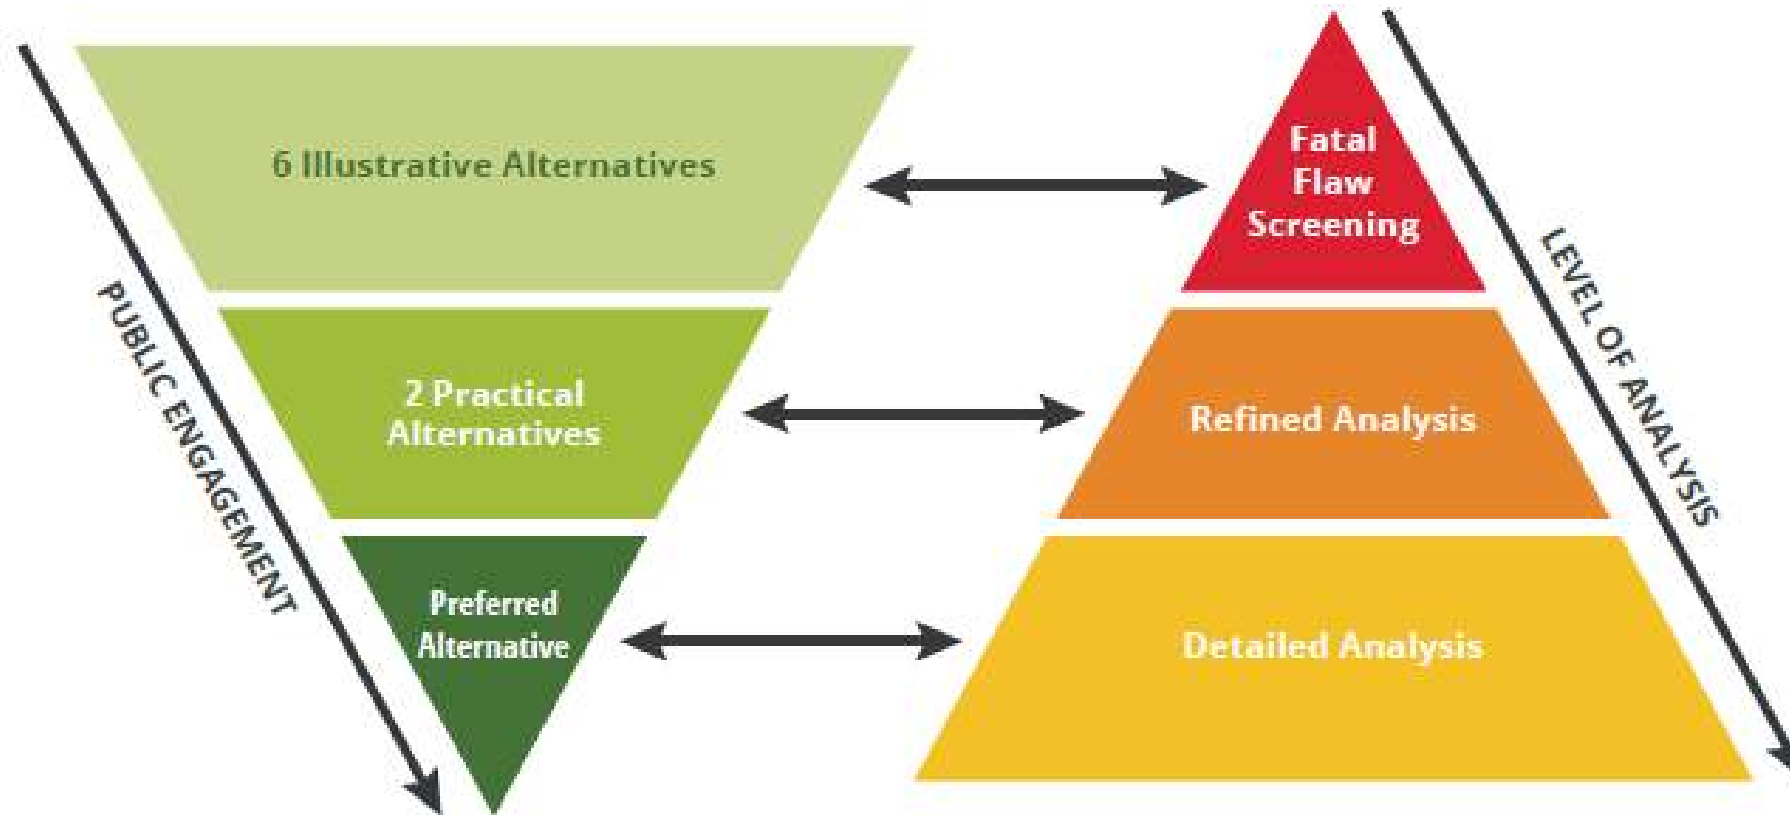 6 Illustrative Alternatives
2 Practical
Alternatives
Preferred
Alternative
PUBLIC ENGAGEMENT
Fatal
Flaw
Screening
Refined Analysis
Detailed Analysis
LEVEL OF ANALYSIS